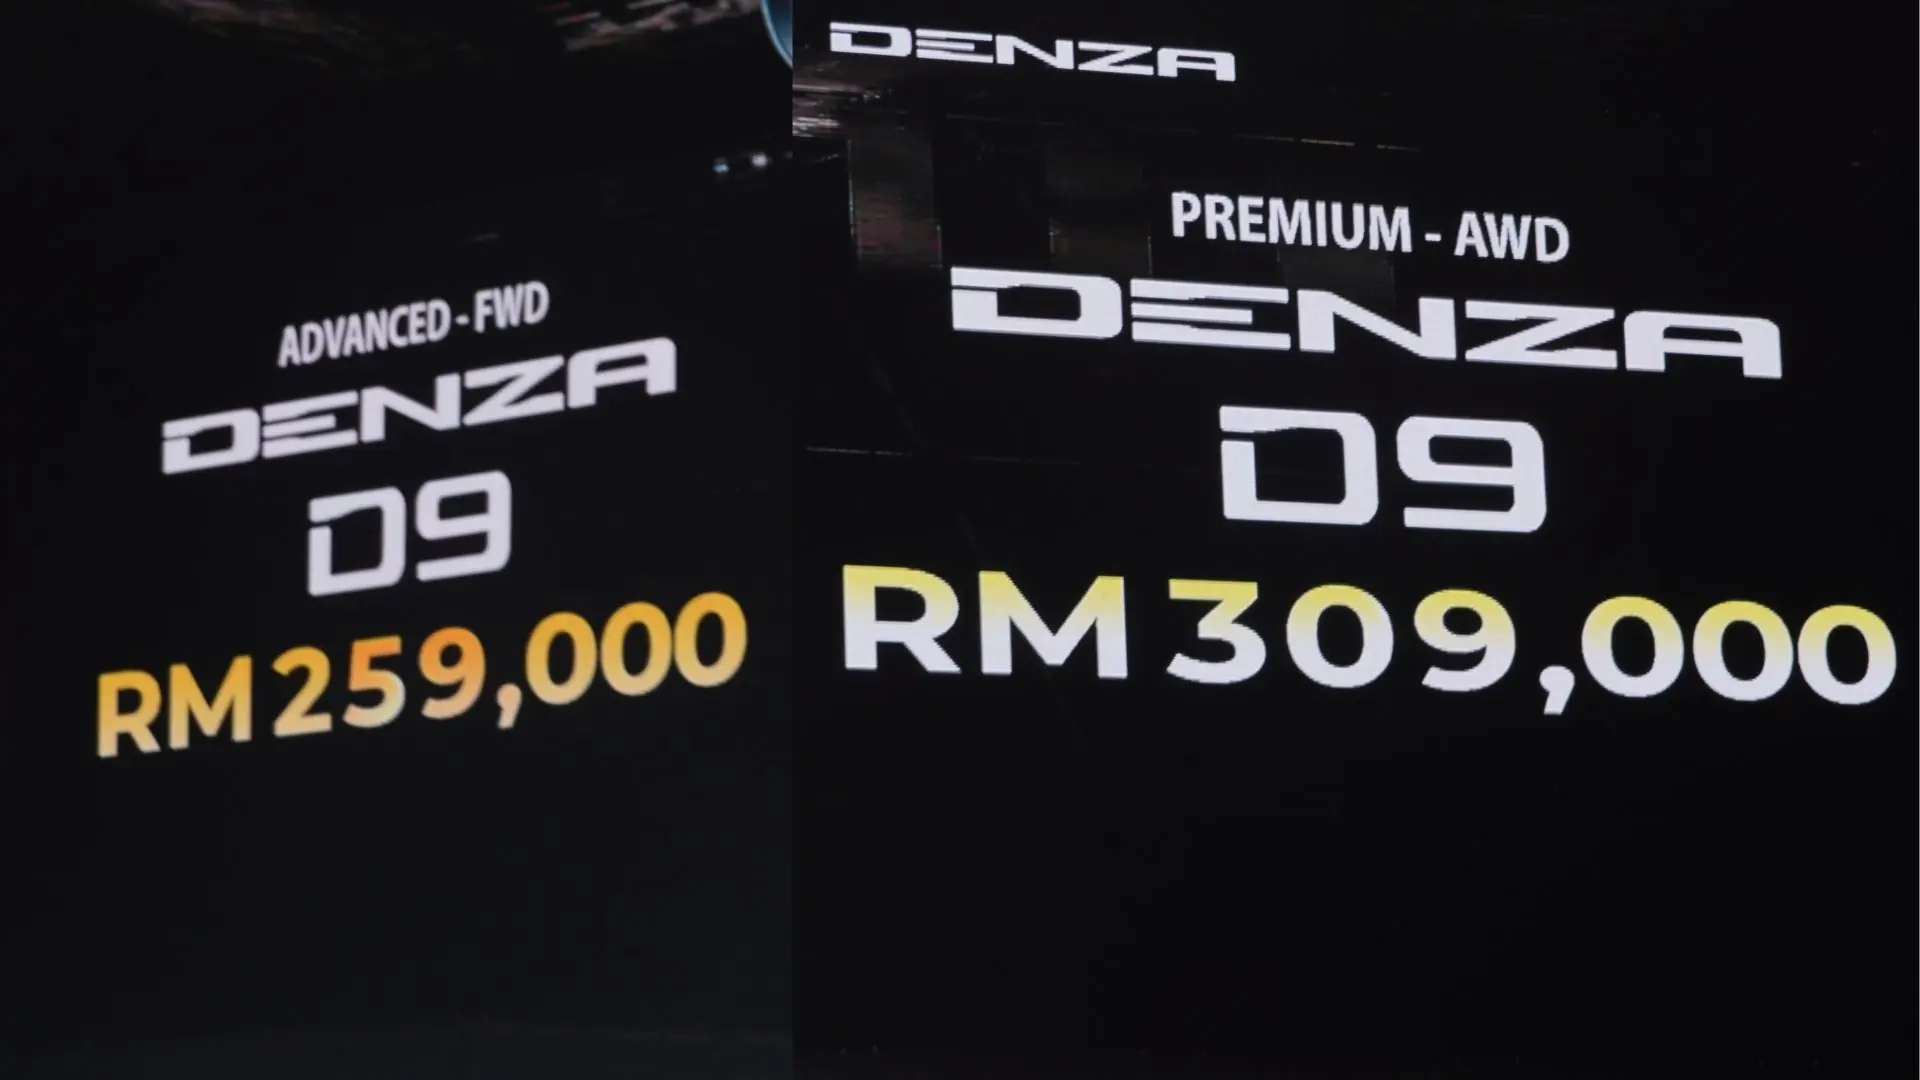 ADVANCED - FWD
DENZA
D9
RM259,000
DENZA
PREMIUM - AWD
DENZA
D9
RM309,000